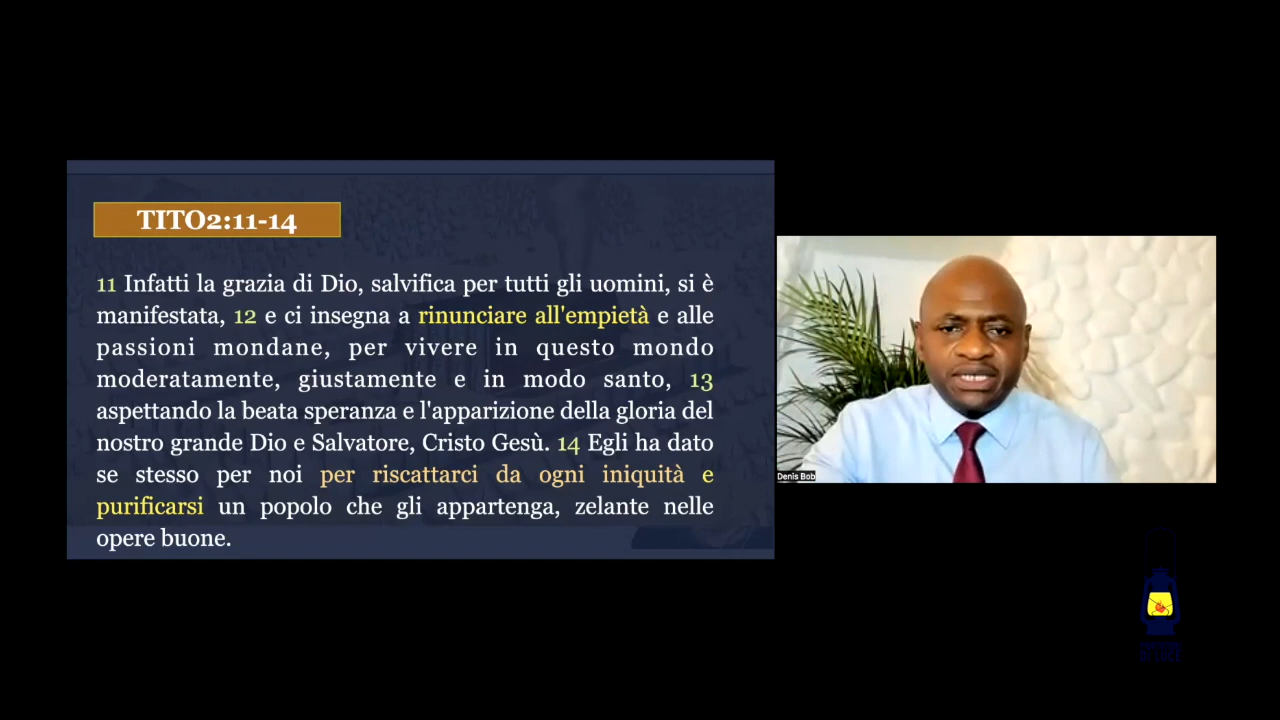 TITO2:11-14
11 Infatti la grazia di Dio, salvifica per tutti gli uomini, si è
manifestata, 12 e ci insegna a rinunciare all'empietà e alle
passioni mondane, per vivere in questo mondo
moderatamente, giustamente e in modo santo, 13
aspettando la beata speranza e l'apparizione della gloria del
nostro grande Dio e Salvatore, Cristo Gesù. 14 Egli ha dato
se stesso per noi per riscattarci da ogni iniquità e
purificarsi un popolo che gli appartenga, zelante nelle
opere buone.
Denis Bob
DI LUCE